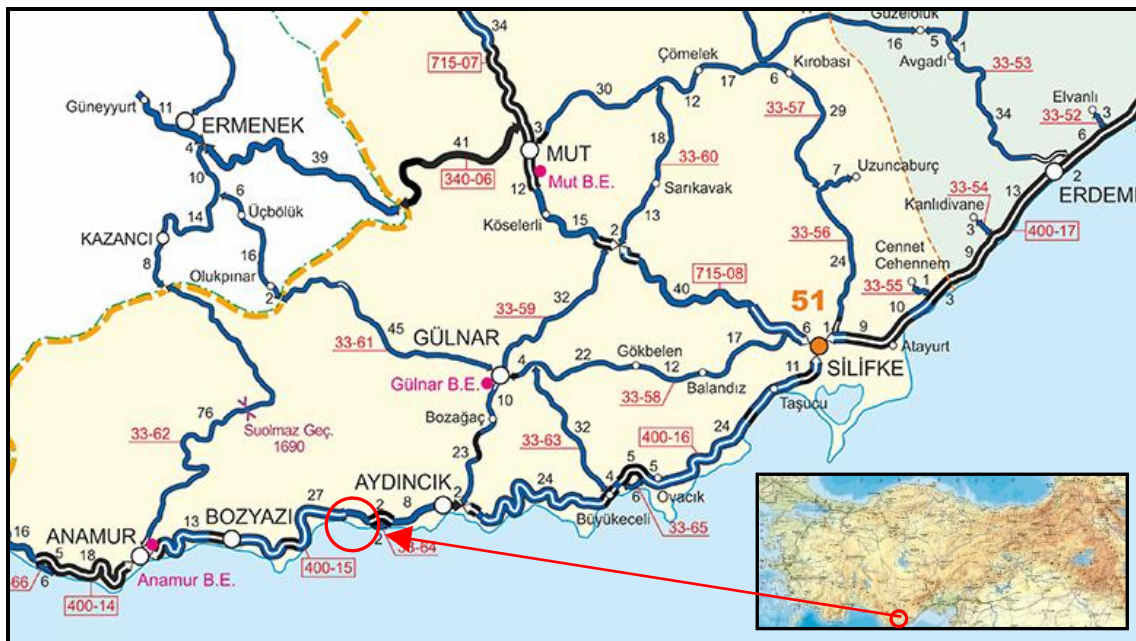 34
715-07
GÜZELOLUK
16
5
1
Avgadı
33-53
Çömelek
17
6
Kırobası
12
30
Güneyyurt
11
ERMENEK
4
33-57
29
34
Elvanlı
33-52
3
6
41
340-06
3
MUT
Mut B.E.
12
18
33-60
39
10
6
Üçbölük
Sarıkavak
7
Uzuncaburç
2
ERDEMI
13
33-54
Kanlıdivane
3
400-17
14
KAZANCI
8
16
Olukpınar
2
Köselerli
15
2
13
33-56
24
9
Cennet
Cehennem
1
33-55
3
10
40
715-08
33-59
32
51
6
1
9
Atayurt
SİLİFKE
45
33-61
GÜLNAR
4
Gülnar B.E.
10
22
Gökbelen
12
33-58
17
Balandız
11
Taşucu
Bozağaç
76
33-62
Suolmaz Geç.
1690
23
33-63
32
400-16
24
AYDINCIK
2
24
4
5
5
6
Ovacık
Büyükeceli
33-65
27
2
8
2
33-64
16
ANAMUR
13
BOZYAZI
400-15
5
18
-66
6
Anamur B.E.
400-14